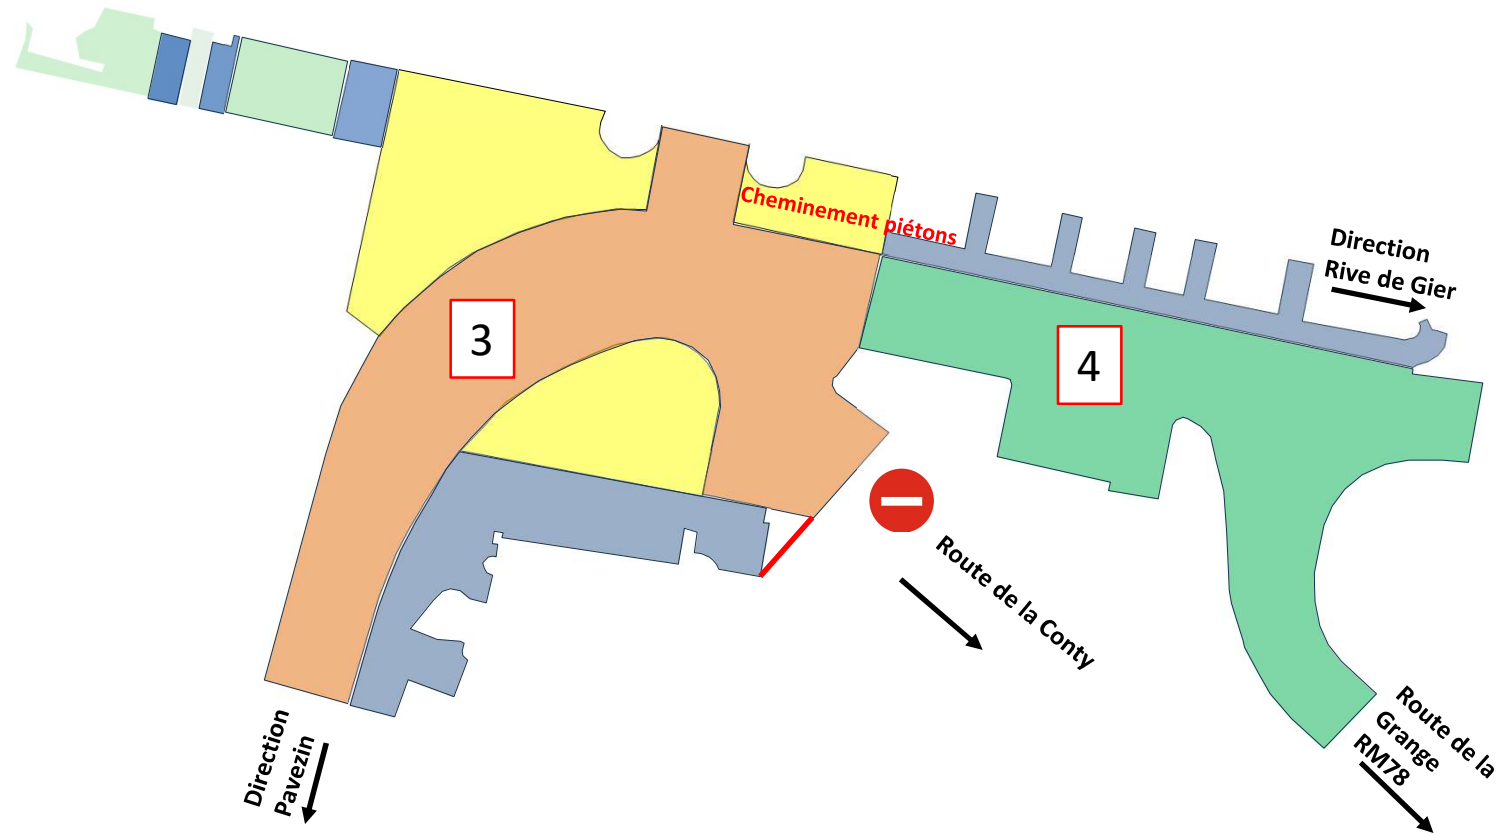 Cheminement piétons
Direction
Rive de Gier
3
4
Route de la Conty
Direction
Pavezin
Route de la
Grange
RM78